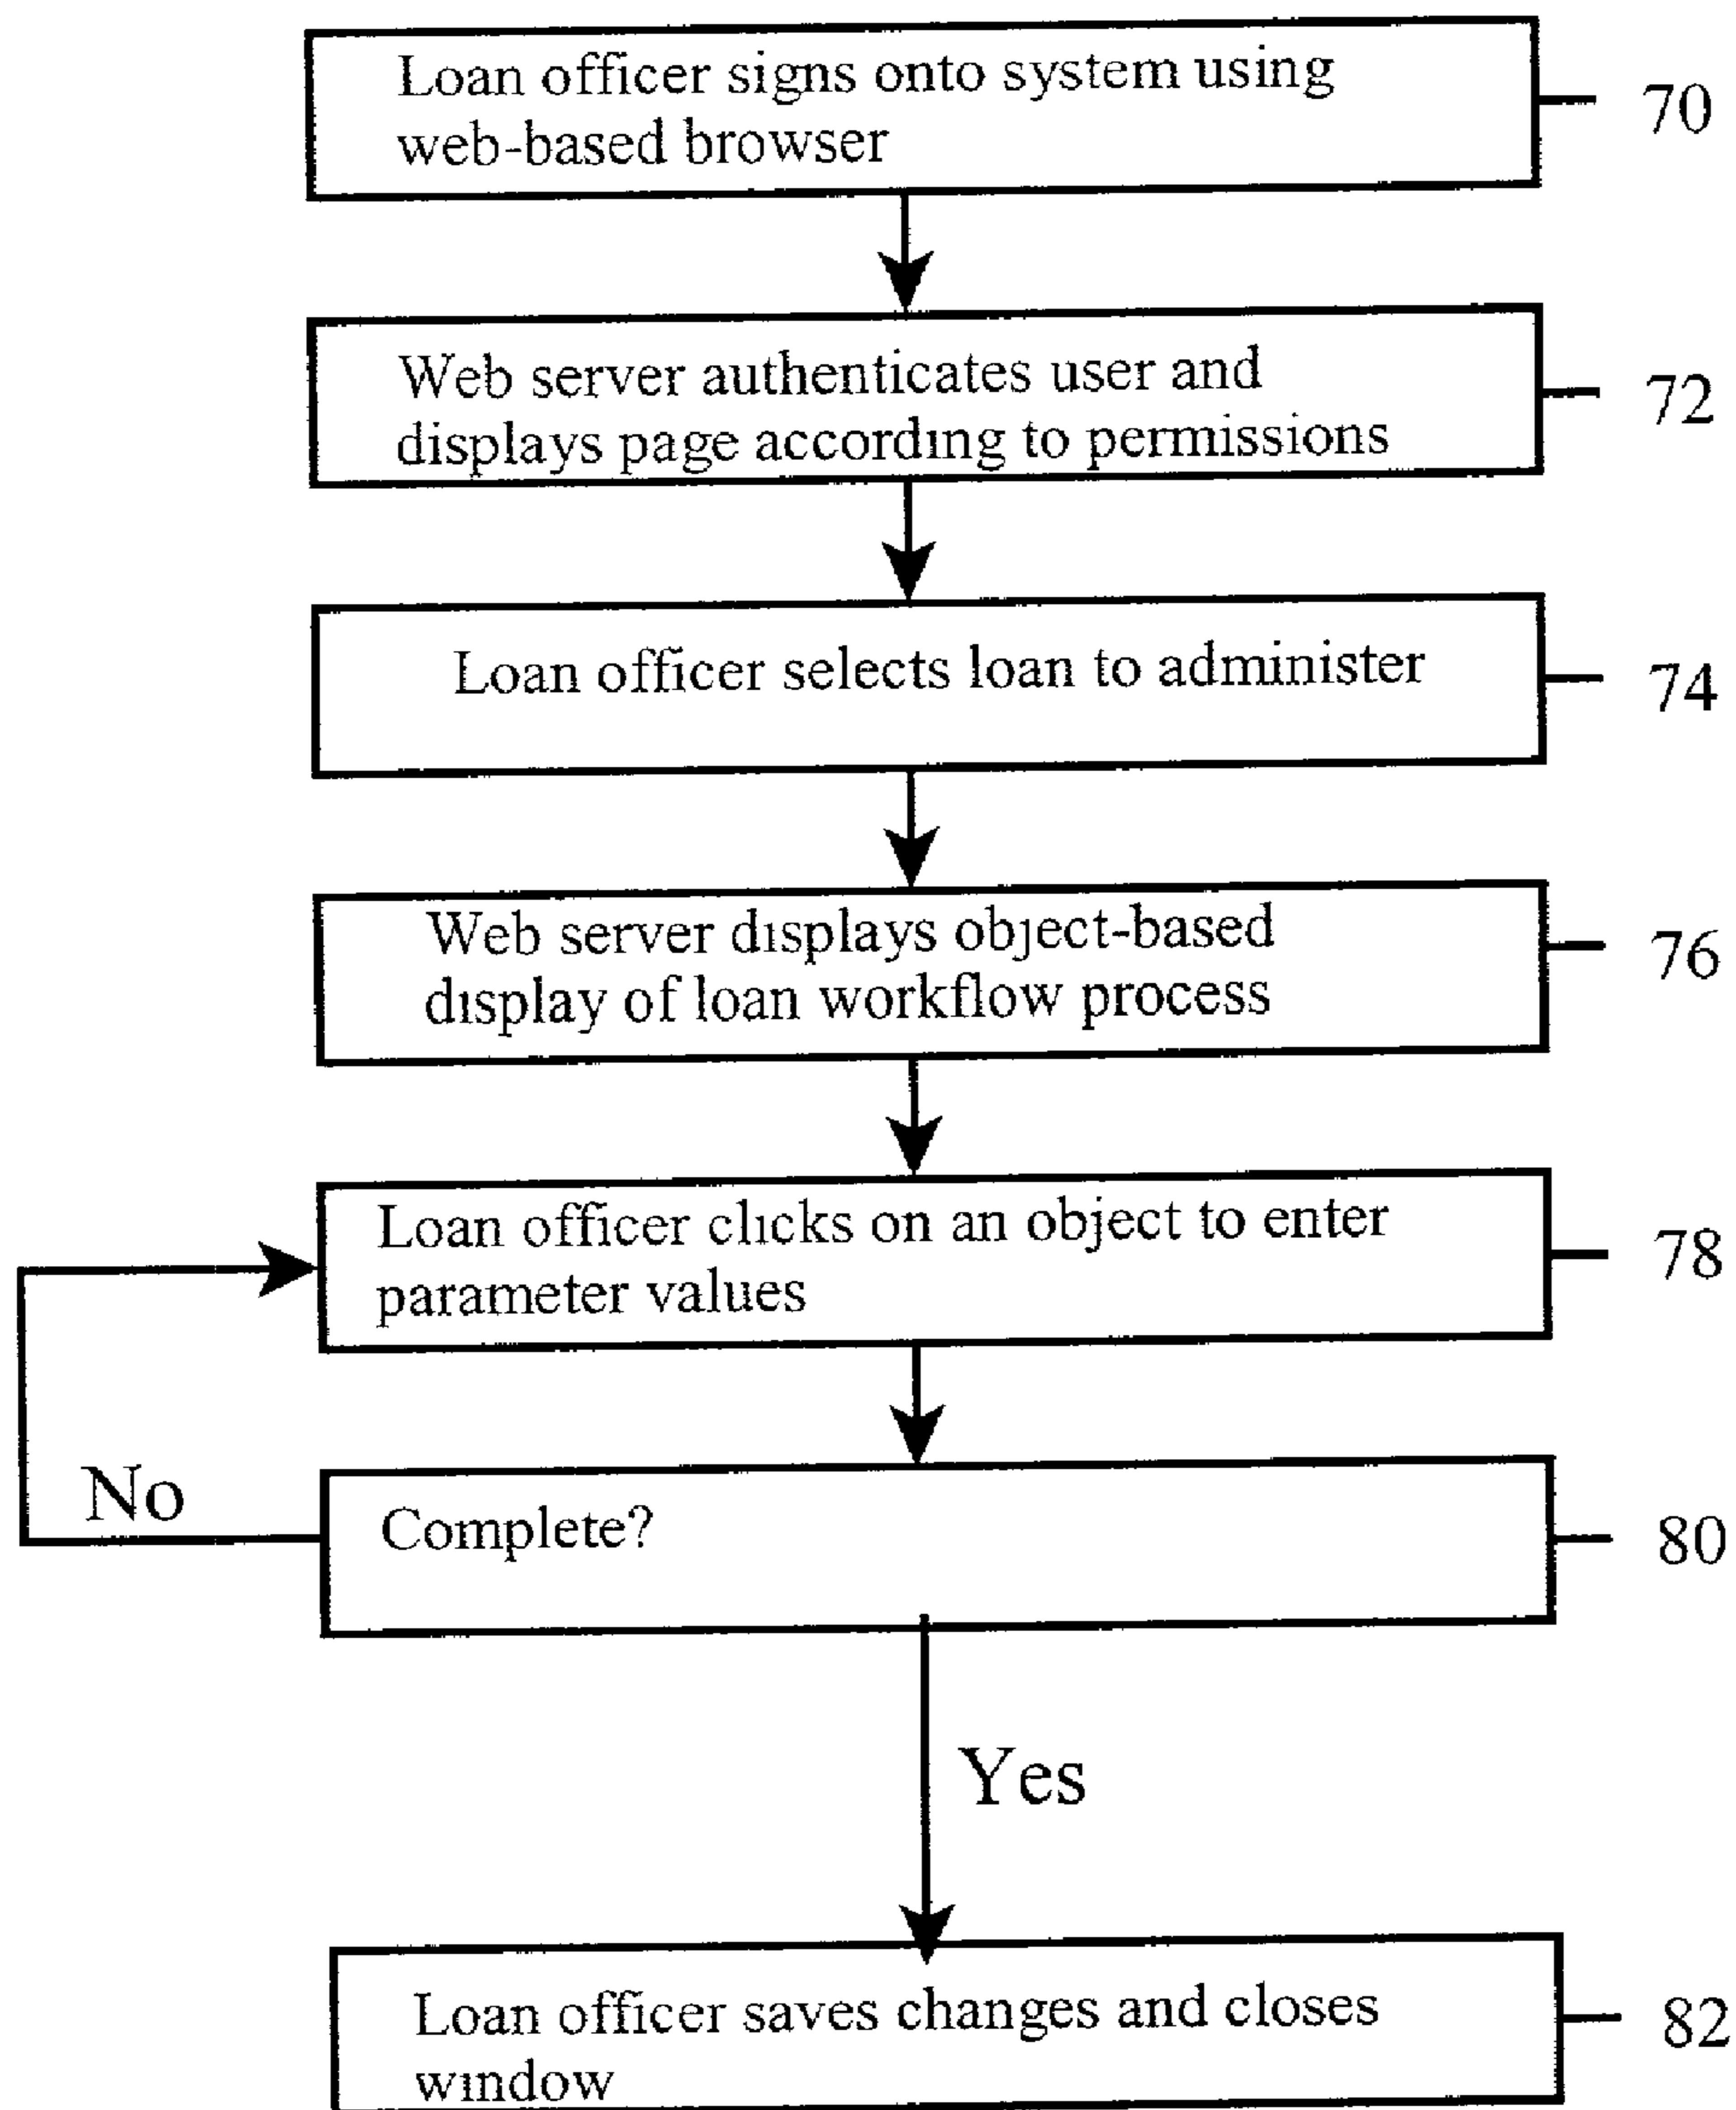 Loan officer signs onto system using
web-based browser
70
Web server authenticates user and
displays page according to permissions
72
Loan officer selects loan to administer
74
Web server displays object-based
display of loan workflow process
76
Loan officer clicks on an object to enter
parameter values
78
No
Complete?
80
Yes
Loan officer saves changes and closes
window
82